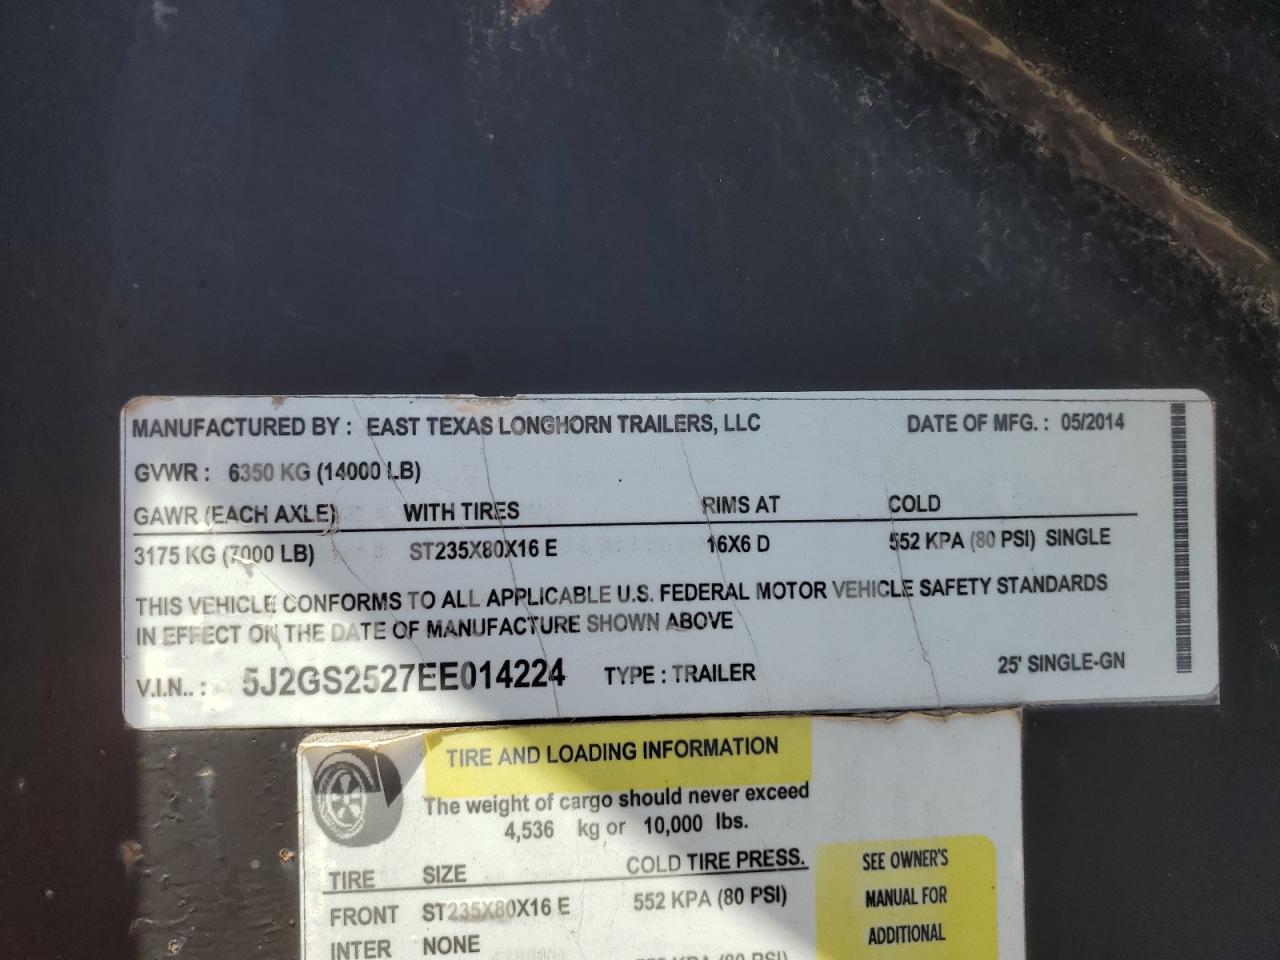 MANUFACTURED BY : EAST TEXAS LONGHORN TRAILERS, LLC DATE OF MFG. : 05/2014
GVWR : 6350 KG (14000 LB)
GAWR (EACH AXLE) WITH TIRES RIMS AT COLD
3175 KG (7000 LB) ST235X80X16 E 16X6 D 552 KPA (80 PSI) SINGLE
THIS VEHICLE CONFORMS TO ALL APPLICABLE U.S. FEDERAL MOTOR VEHICLE SAFETY STANDARDS
IN EFFECT ON THE DATE OF MANUFACTURE SHOWN ABOVE
V.I.N.. : 5J2GS2527EE014224 TYPE : TRAILER 25' SINGLE-GN
TIRE AND LOADING INFORMATION
The weight of cargo should never exceed
4,536 kg or 10,000 lbs.
TIRE SIZE COLD TIRE PRESS.
FRONT ST235X80X16 E 552 KPA (80 PSI)
INTER NONE
SEE OWNER'S
MANUAL FOR
ADDITIONAL